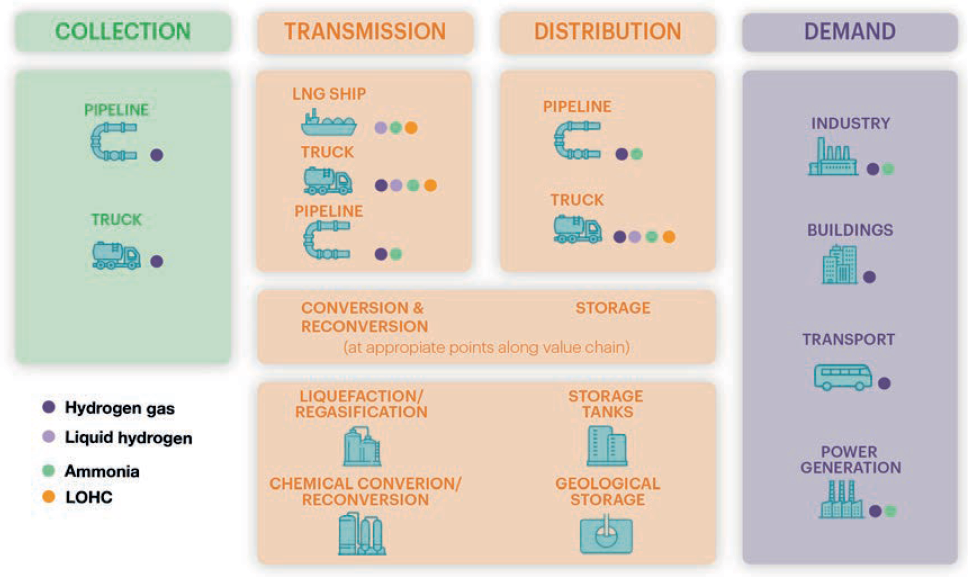 COLLECTION
TRANSMISSION
DISTRIBUTION
DEMAND
PIPELINE
TRUCK
LNG SHIP
TRUCK
PIPELINE
PIPELINE
TRUCK
INDUSTRY
BUILDINGS
TRANSPORT
POWER
GENERATION
CONVERSION &
RECONVERSION
STORAGE
(at appropiate points along value chain)
LIQUEFACTION/
REGASIFICATION
STORAGE
TANKS
CHEMICAL CONVERION/
RECONVERSION
GEOLOGICAL
STORAGE
Hydrogen gas
Liquid hydrogen
Ammonia
LOHC